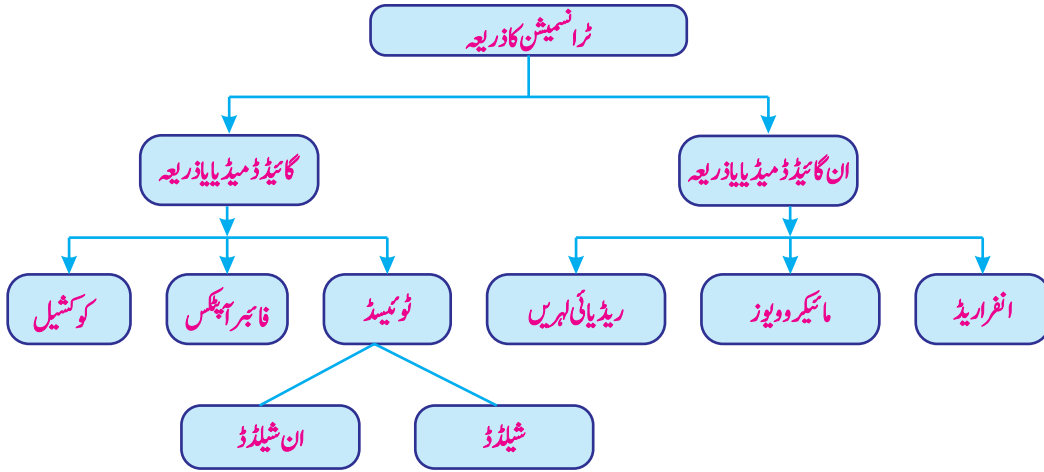 ٹرانسمیشن کا ذریعہ
ان گائیڈڈ میڈیا یا ذریعہ
گائیڈڈ میڈیا یا ذریعہ
انفراریڈ
مائیکروویوز
ریڈیائی لہریں
ٹوئیسڈ
فائبر آپٹکس
کوکشیل
شیلڈڈ
ان شیلڈڈ